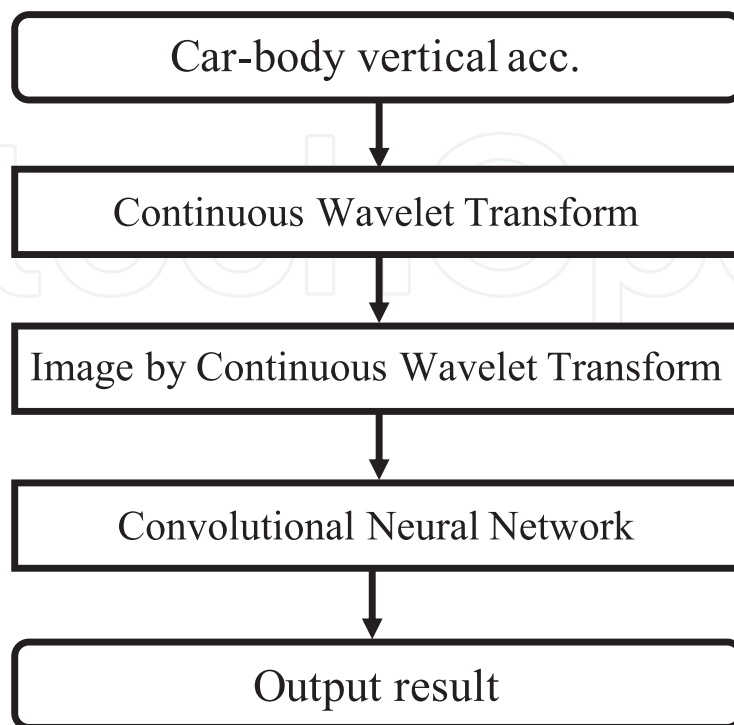 Car-body vertical acc.
Continuous Wavelet Transform
Image by Continuous Wavelet Transform
Convolutional Neural Network
Output result